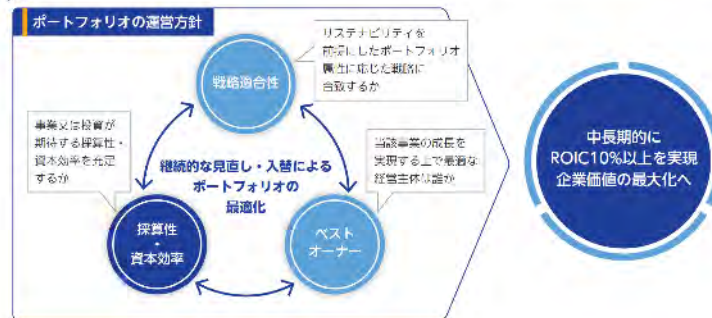 ポートフォリオの運営方針
サステナビリティを
前提にしたポートフォリオ
属性に応じた戦略に
合致するか
戦略適合性
事業又は投資が
期待する採算性・
資本効率を充足
するか
当該事業の成長を
実現する上で最適な
経営主体は誰か
継続的な見直し・入替による
ポートフォリオの
最適化
採算性
・
資本効率
ベスト
オーナー
中長期的に
ROIC10%以上を実現
企業価値の最大化へ